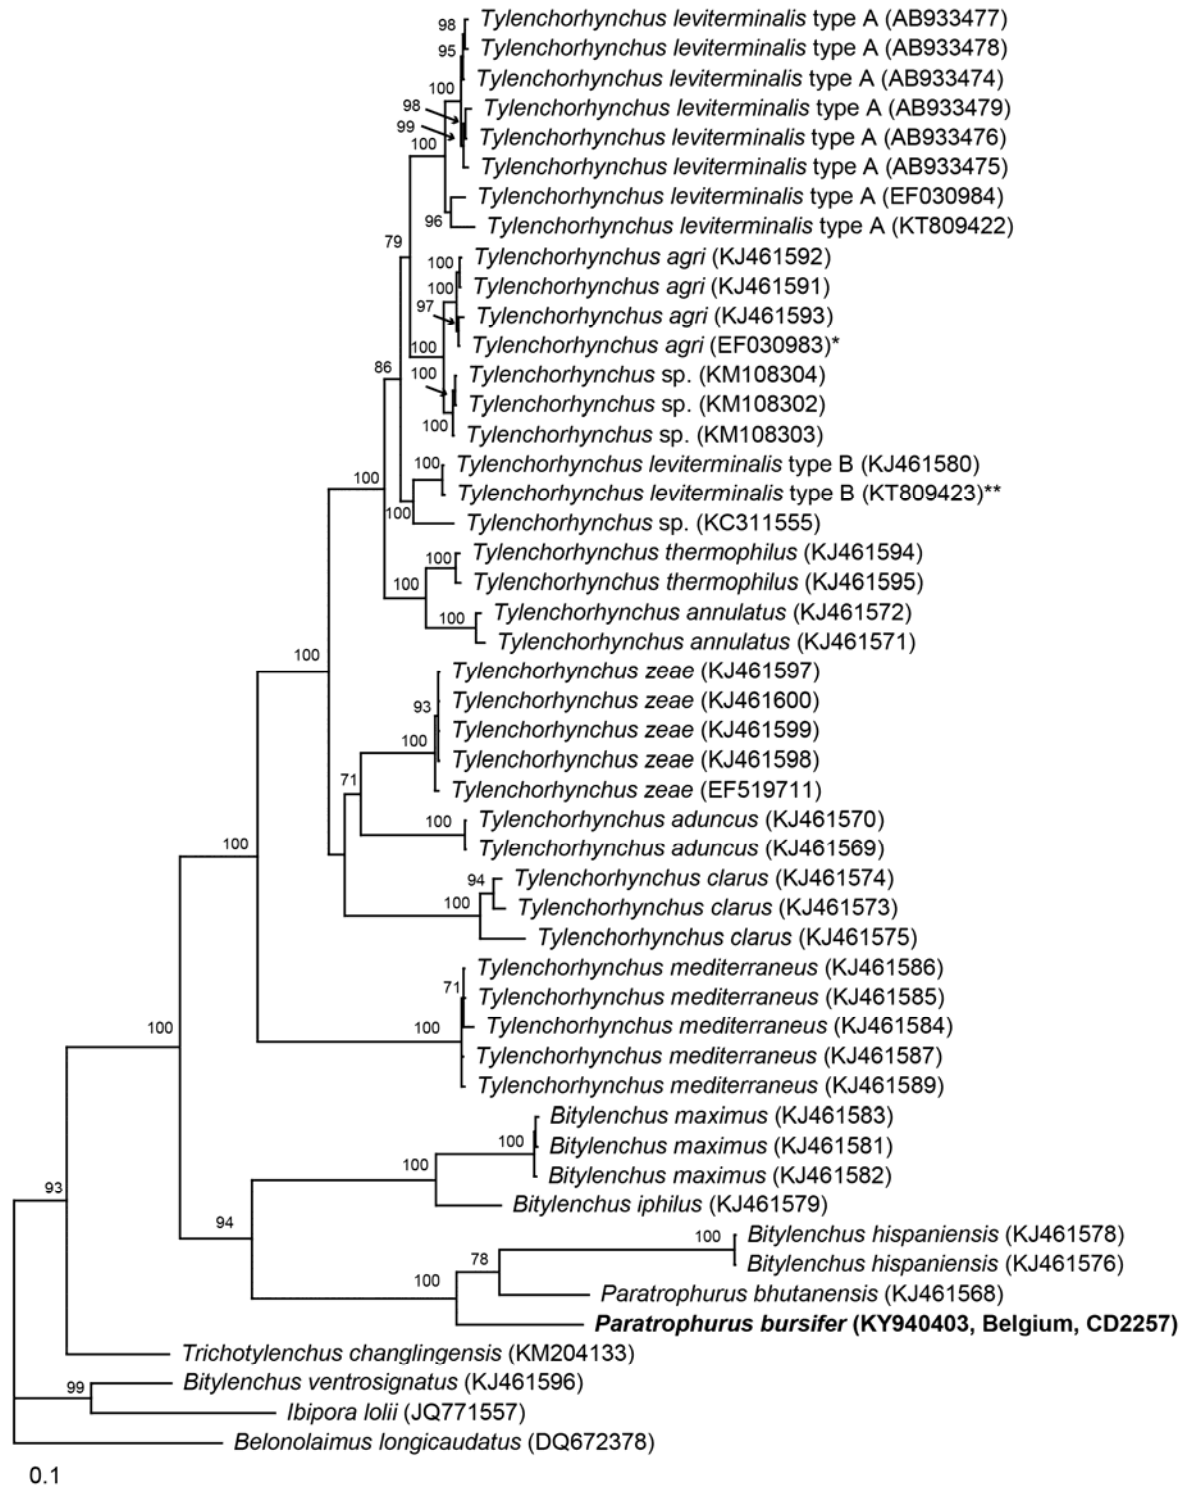 98
Tylenchorhynchus leviterminalis type A (AB933477)
95
Tylenchorhynchus leviterminalis type A (AB933478)
Tylenchorhynchus leviterminalis type A (AB933474)
100
98
Tylenchorhynchus leviterminalis type A (AB933479)
99
Tylenchorhynchus leviterminalis type A (AB933476)
100
Tylenchorhynchus leviterminalis type A (AB933475)
Tylenchorhynchus leviterminalis type A (EF030984)
96
Tylenchorhynchus leviterminalis type A (KT809422)
79
100
Tylenchorhynchus agri (KJ461592)
100
Tylenchorhynchus agri (KJ461591)
97
Tylenchorhynchus agri (KJ461593)
100
Tylenchorhynchus agri (EF030983)*
86
100
Tylenchorhynchus sp. (KM108304)
Tylenchorhynchus sp. (KM108302)
100
Tylenchorhynchus sp. (KM108303)
100
Tylenchorhynchus leviterminalis type B (KJ461580)
100
Tylenchorhynchus leviterminalis type B (KT809423)**
100
Tylenchorhynchus sp. (KC311555)
100
Tylenchorhynchus thermophilus (KJ461594)
100
Tylenchorhynchus thermophilus (KJ461595)
100
Tylenchorhynchus annulatus (KJ461572)
Tylenchorhynchus annulatus (KJ461571)
100
Tylenchorhynchus zeae (KJ461597)
93
Tylenchorhynchus zeae (KJ461600)
Tylenchorhynchus zeae (KJ461599)
100
Tylenchorhynchus zeae (KJ461598)
71
Tylenchorhynchus zeae (EF519711)
100
Tylenchorhynchus aduncus (KJ461570)
100
Tylenchorhynchus aduncus (KJ461569)
94
Tylenchorhynchus clarus (KJ461574)
100
Tylenchorhynchus clarus (KJ461573)
Tylenchorhynchus clarus (KJ461575)
Tylenchorhynchus mediterraneus (KJ461586)
71
Tylenchorhynchus mediterraneus (KJ461585)
100
100
Tylenchorhynchus mediterraneus (KJ461584)
Tylenchorhynchus mediterraneus (KJ461587)
Tylenchorhynchus mediterraneus (KJ461589)
Bitylenchus maximus (KJ461583)
100
Bitylenchus maximus (KJ461581)
100
Bitylenchus maximus (KJ461582)
93
Bitylenchus iphilus (KJ461579)
94
100
Bitylenchus hispaniensis (KJ461578)
78
Bitylenchus hispaniensis (KJ461576)
100
Paratrophurus bhutanensis (KJ461568)
Paratrophurus bursifer (KY940403, Belgium, CD2257)
Trichotylenchus changlingensis (KM204133)
99
Bitylenchus ventrosignatus (KJ461596)
Ibipora lolii (JQ771557)
Belonolaimus longicaudatus (DQ672378)
0.1